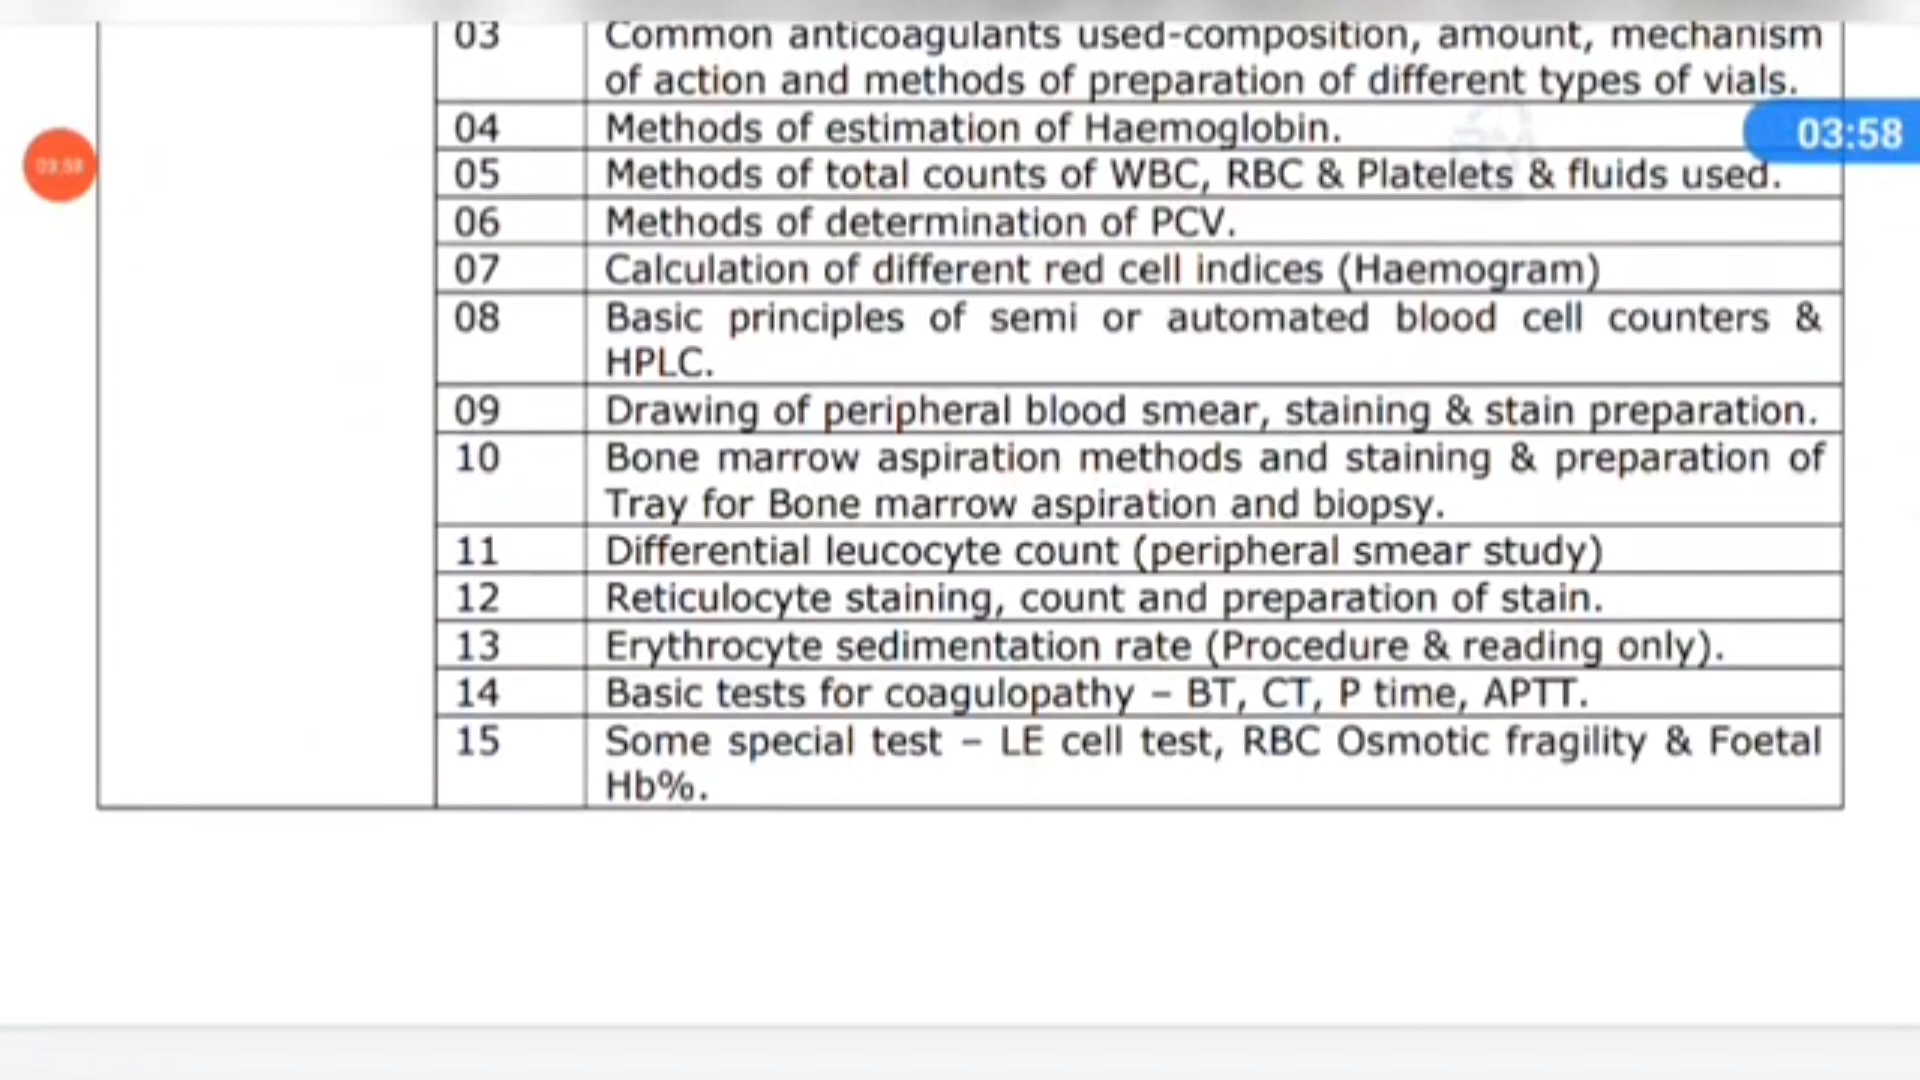 03 Common anticoagulants used-composition, amount, mechanism
of action and methods of preparation of different types of vials.
04 Methods of estimation of Haemoglobin.
03:58
03:58
05 Methods of total counts of WBC, RBC & Platelets & fluids used.
06 Methods of determination of PCV.
07 Calculation of different red cell indices (Haemogram)
08 Basic principles of semi or automated blood cell counters &
HPLC.
09 Drawing of peripheral blood smear, staining & stain preparation.
10 Bone marrow aspiration methods and staining & preparation of
Tray for Bone marrow aspiration and biopsy.
11 Differential leucocyte count (peripheral smear study)
12 Reticulocyte staining, count and preparation of stain.
13 Erythrocyte sedimentation rate (Procedure & reading only).
14 Basic tests for coagulopathy – BT, CT, P time, APTT.
15 Some special test – LE cell test, RBC Osmotic fragility & Foetal
Hb%.